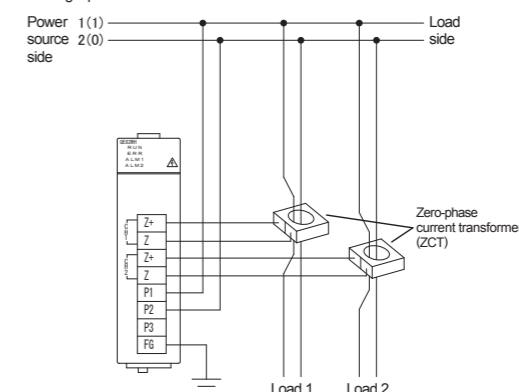 Power 1(1)
source 2(0)
side
Load
side
RUN
ERR
ALM1
ALM2
Z+
Z
Z+
Z
P1
P2
P3
FG
Zero-phase
current transforme
(ZCT)
Load 1 Load 2